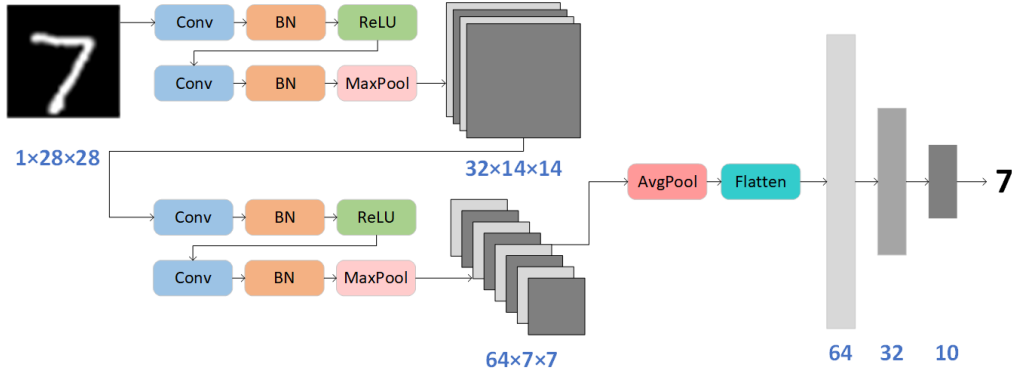 7
Conv BN ReLU
Conv BN MaxPool
1×28×28
32×14×14
Conv BN ReLU
Conv BN MaxPool
64×7×7
AvgPool Flatten
7
64 32 10